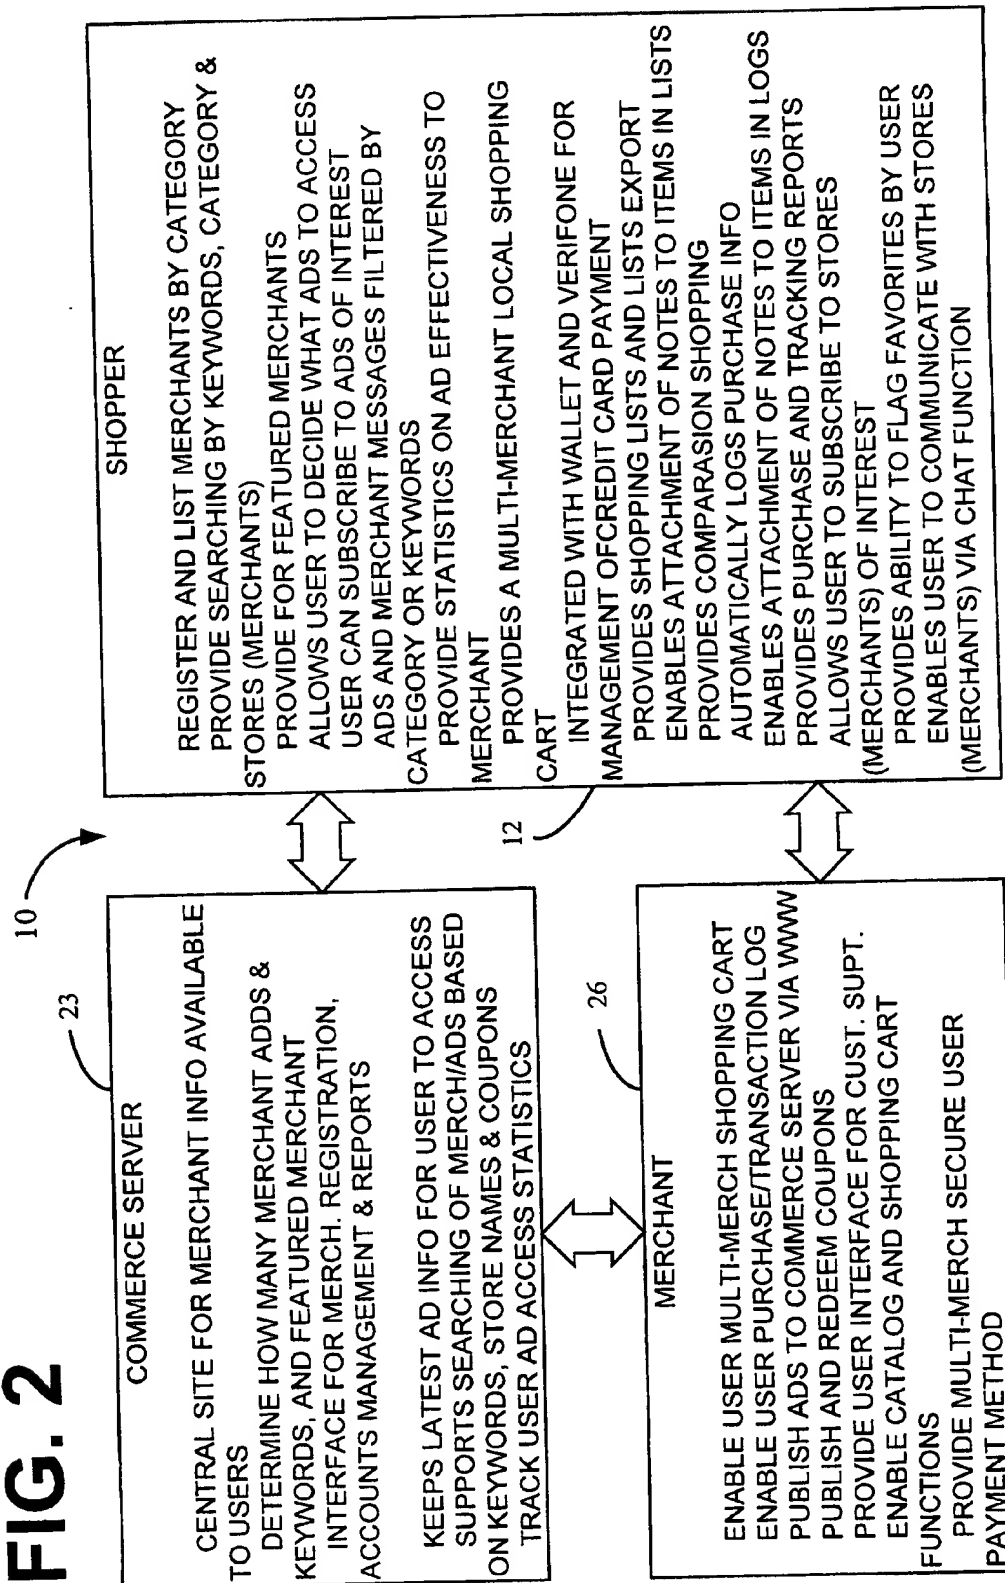 FIG. 2
10
23
COMMERCE SERVER
CENTRAL SITE FOR MERCHANT INFO AVAILABLE
TO USERS
DETERMINE HOW MANY MERCHANT ADDS &
KEYWORDS, AND FEATURED MERCHANT
INTERFACE FOR MERCH. REGISTRATION,
ACCOUNTS MANAGEMENT & REPORTS
KEEPS LATEST AD INFO FOR USER TO ACCESS
SUPPORTS SEARCHING OF MERCH/ADS BASED
ON KEYWORDS, STORE NAMES & COUPONS
TRACK USER AD ACCESS STATISTICS
26
MERCHANT
ENABLE USER MULTI-MERCH SHOPPING CART
ENABLE USER PURCHASE/TRANSACTION LOG
PUBLISH ADS TO COMMERCE SERVER VIA WWW
PUBLISH AND REDEEM COUPONS
PROVIDE USER INTERFACE FOR CUST. SUPT.
ENABLE CATALOG AND SHOPPING CART
FUNCTIONS
PROVIDE MULTI-MERCH SECURE USER
PAYMENT METHOD
12
SHOPPER
REGISTER AND LIST MERCHANTS BY CATEGORY
PROVIDE SEARCHING BY KEYWORDS, CATEGORY &
STORES (MERCHANTS)
PROVIDE FOR FEATURED MERCHANTS
ALLOWS USER TO DECIDE WHAT ADS TO ACCESS
USER CAN SUBSCRIBE TO ADS OF INTEREST
ADS AND MERCHANT MESSAGES FILTERED BY
CATEGORY OR KEYWORDS
PROVIDE STATISTICS ON AD EFFECTIVENESS TO
MERCHANT
PROVIDES A MULTI-MERCHANT LOCAL SHOPPING
CART
INTEGRATED WITH WALLET AND VERIFONE FOR
MANAGEMENT OFCREDIT CARD PAYMENT
PROVIDES SHOPPING LISTS AND LISTS EXPORT
ENABLES ATTACHMENT OF NOTES TO ITEMS IN LISTS
PROVIDES COMPARASION SHOPPING
AUTOMATICALLY LOGS PURCHASE INFO
ENABLES ATTACHMENT OF NOTES TO ITEMS IN LOGS
PROVIDES PURCHASE AND TRACKING REPORTS
ALLOWS USER TO SUBSCRIBE TO STORES
(MERCHANTS) OF INTEREST
PROVIDES ABILITY TO FLAG FAVORITES BY USER
ENABLES USER TO COMMUNICATE WITH STORES
(MERCHANTS) VIA CHAT FUNCTION